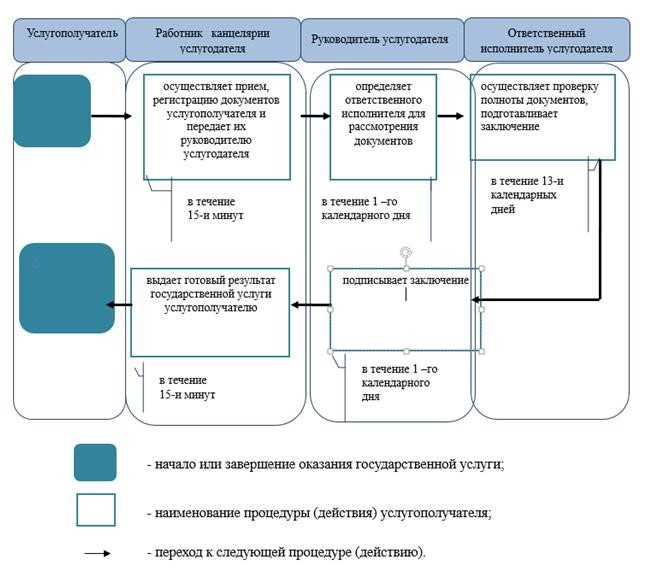 Услугополучатель
Работник канцелярии
услугодателя
Руководитель услугодателя
Ответственный
исполнитель услугодателя
осуществляет прием,
регистрацию документов
услугополучателя и
передает их
руководителю
услугодателя
определяет
ответственного
исполнителя для
рассмотрения
документов
осуществляет проверку
полноты документов,
подготавливает
заключение
в течение
15-и минут
в течение 1 –го
календарного дня
в течение 13-и
календарных
дней
выдает готовый результат
государственной услуги
услугополучателю
подписывает заключение
в течение
15-и минут
в течение 1 –го
календарного
дня
- начало или завершение оказания государственной услуги;
- наименование процедуры (действия) услугополучателя;
- переход к следующей процедуре (действию).